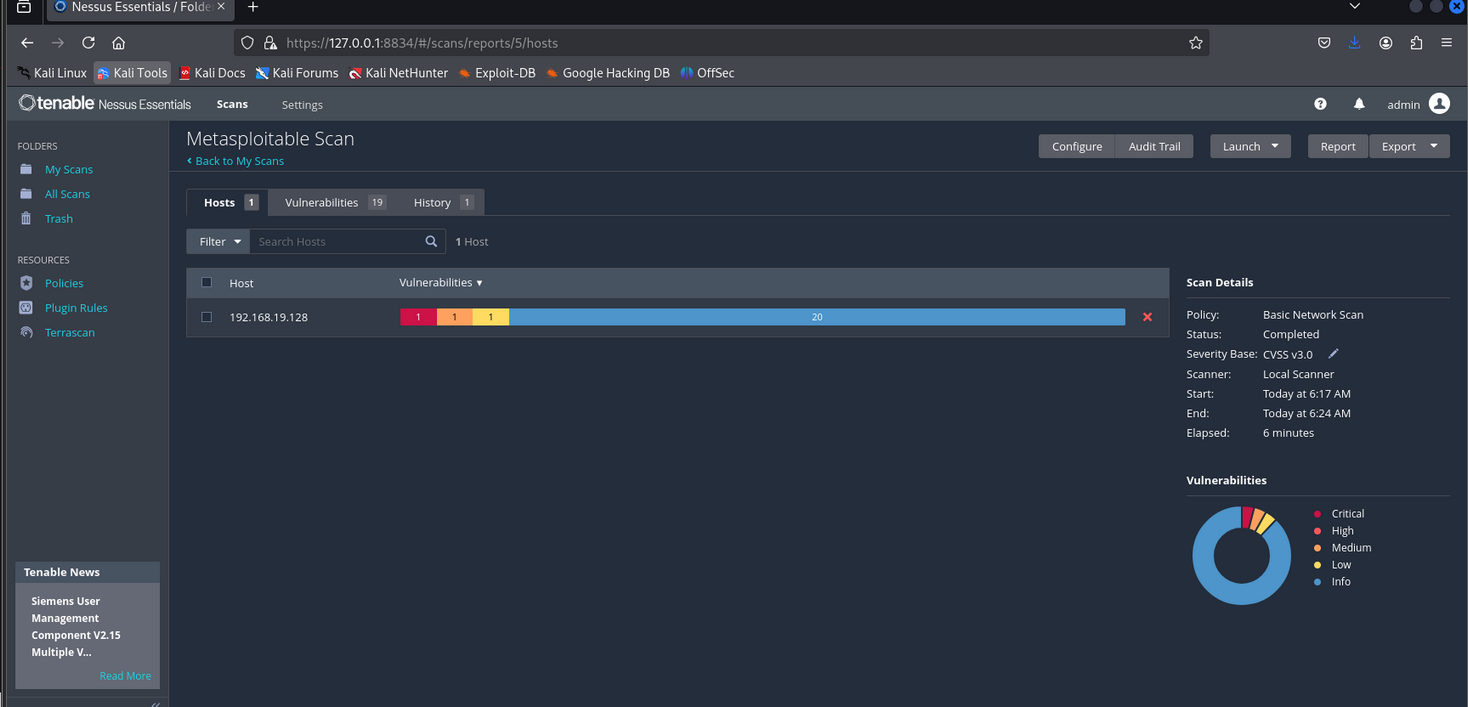 Nessus Essentials / Folde
https://127.0.0.1:8834/#/scans/reports/5/hosts
Kali Linux Kali Tools Kali Docs Kali Forums Kali NetHunter Exploit-DB Google Hacking DB OffSec
tenable Nessus Essentials Scans Settings admin
FOLDERS
My Scans
All Scans
Trash
RESOURCES
Policies
Plugin Rules
Terrascan
Tenable News
Siemens User
Management
Component V2.15
Multiple V...
Read More
Metasploitable Scan
Back to My Scans
Configure Audit Trail Launch Report Export
Hosts 1 Vulnerabilities 19 History 1
Filter Search Hosts 1 Host
Host Vulnerabilities
192.168.19.128 1 1 1 20
Scan Details
Policy: Basic Network Scan
Status: Completed
Severity Base: CVSS v3.0
Scanner: Local Scanner
Start: Today at 6:17 AM
End: Today at 6:24 AM
Elapsed: 6 minutes
Vulnerabilities
Critical
High
Medium
Low
Info